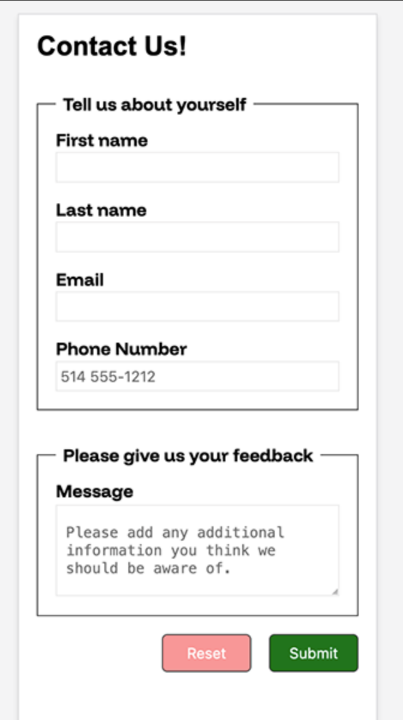 Contact Us!
Tell us about yourself
First name
Last name
Email
Phone Number
514 555-1212
Please give us your feedback
Message
Please add any additional
information you think we
should be aware of.
Reset Submit